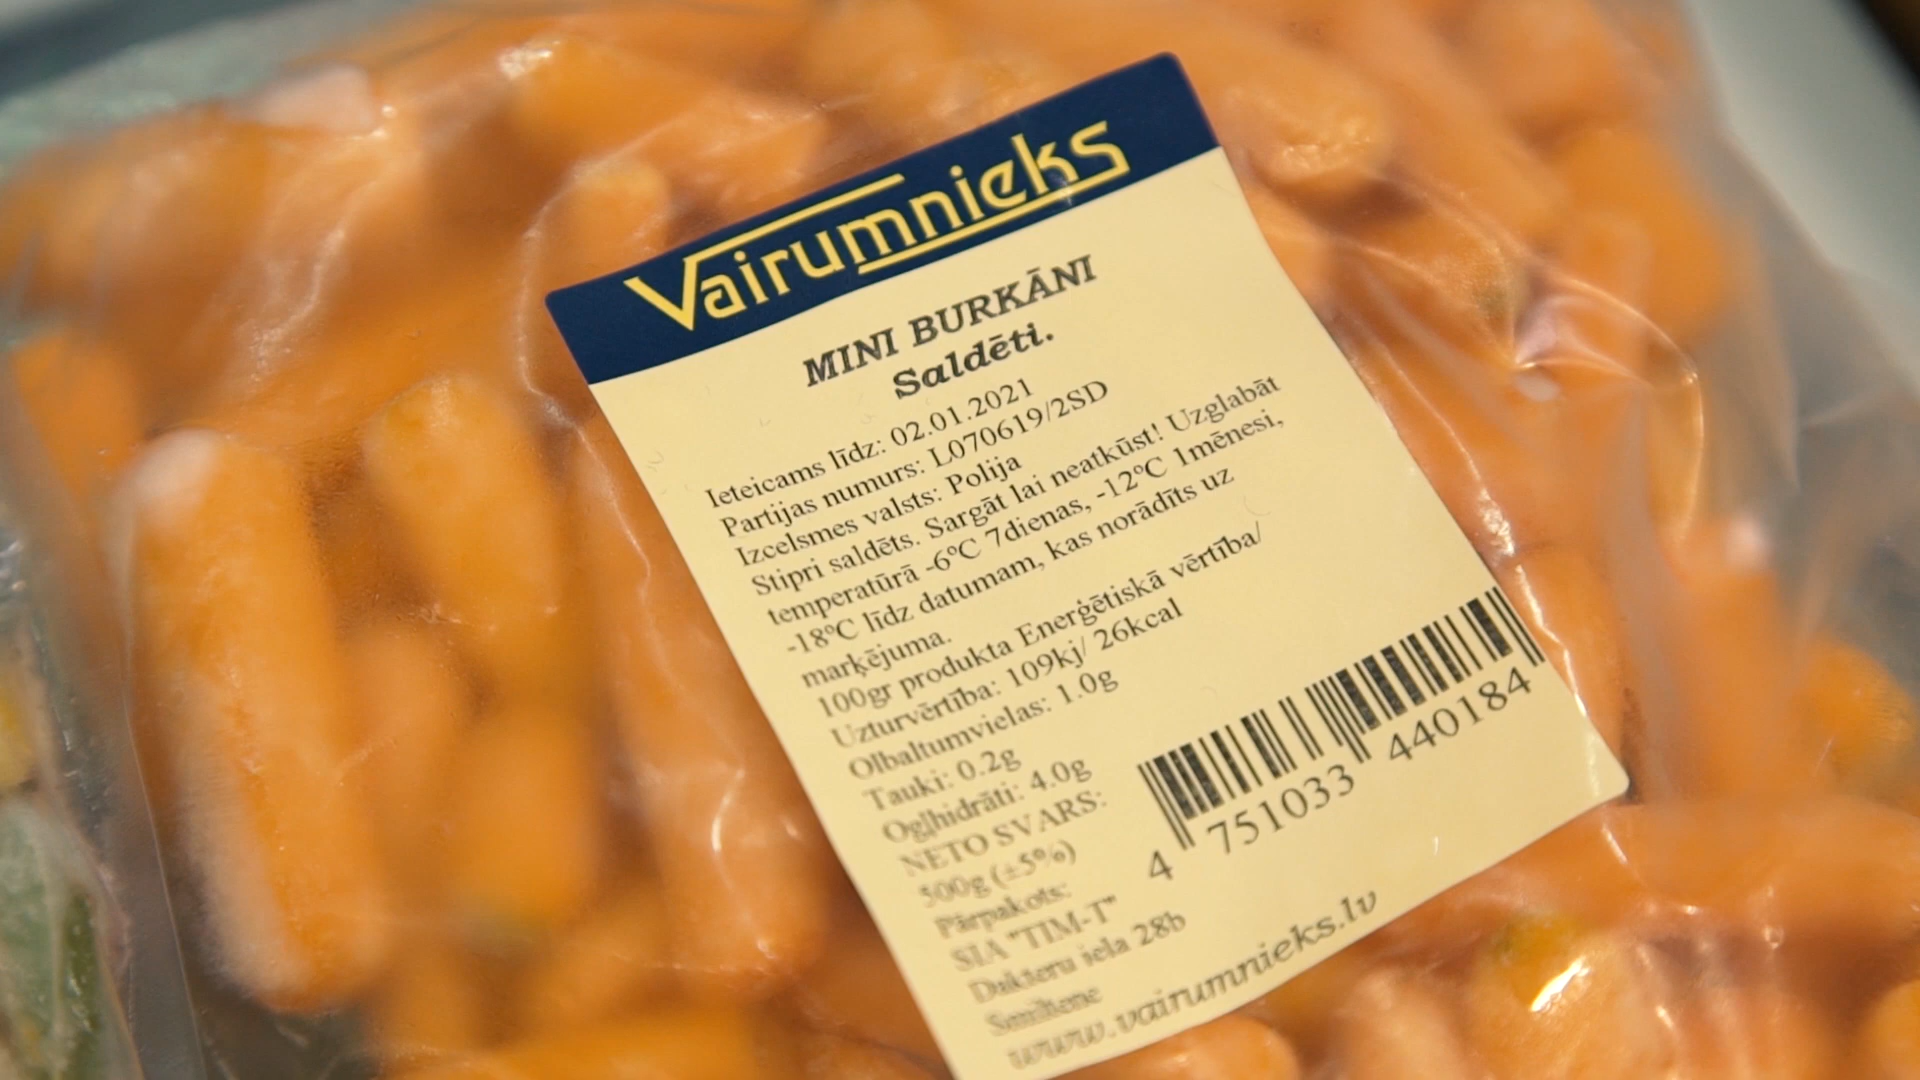 Vairumnieks
MINI BURKĀNI
Saldēti.
Ieteicams līdz: 02.01.2021
Partijas numurs: L070619/2SD
Izcelsmes valsts: Polija
Stipri saldēts. Sargāt lai neatkūst! Uzglabāt
temperatūrā -6ºC 7dienas, -12ºC 1mēnesi,
-18ºC līdz datumam, kas norādīts uz
marķējuma.
100gr produkta Enerģētiskā vērtība/
Uzturvērtība: 109kj/ 26kcal
Olbaltumvielas: 1.0g
Tauki: 0.2g
Ogļhidrāti: 4.0g
NETO SVARS:
500g (±5%)
Pārpakots:
SIA "TIM-T"
Dakteru iela 28b
Smiltene
www.vairumnieks.lv
4 751033 440184